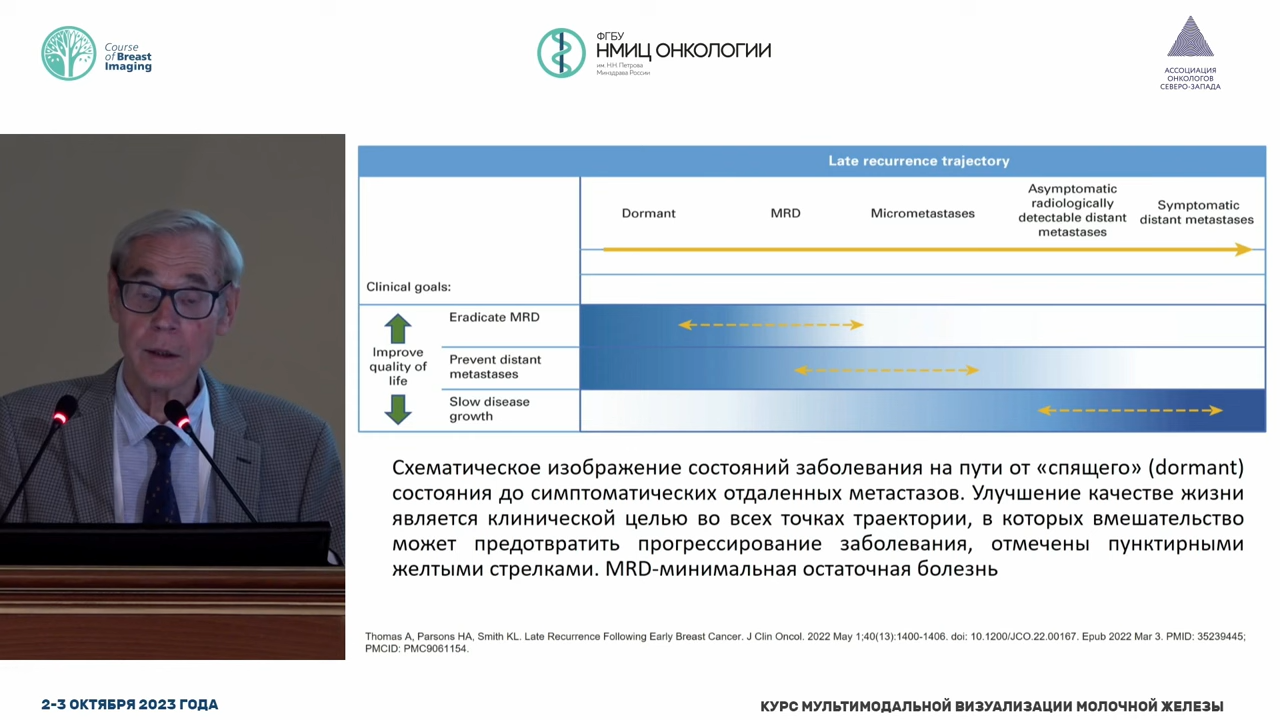 Course
of Breast
Imaging
ФГБУ
НМИЦ ОНКОЛОГИИ
им. Н.Н. Петрова
Минздрава России
АССОЦИАЦИЯ
ОНКОЛОГОВ
СЕВЕРО-ЗАПАДА
Late recurrence trajectory
Dormant
MRD
Micrometastases
Asymptomatic
radiologically
detectable distant
metastases
Symptomatic
distant metastases
Clinical goals:
Improve
quality of
life
Eradicate MRD
Prevent distant
metastases
Slow disease
growth
Схематическое изображение состояний заболевания на пути от «спящего» (dormant)
состояния до симптоматических отдаленных метастазов. Улучшение качестве жизни
является клинической целью во всех точках траектории, в которых вмешательство
может предотвратить прогрессирование заболевания, отмечены пунктирными
желтыми стрелками. MRD-минимальная остаточная болезнь
Thomas A, Parsons HA, Smith KL. Late Recurrence Following Early Breast Cancer. J Clin Oncol. 2022 May 1;40(13):1400-1406. doi: 10.1200/JCO.22.00167. Epub 2022 Mar 3. PMID: 35239445;
PMCID: PMC9061154.
2-3 ОКТЯБРЯ 2023 ГОДА
КУРС МУЛЬТИМОДАЛЬНОЙ ВИЗУАЛИЗАЦИИ МОЛОЧНОЙ ЖЕЛЕЗЫ